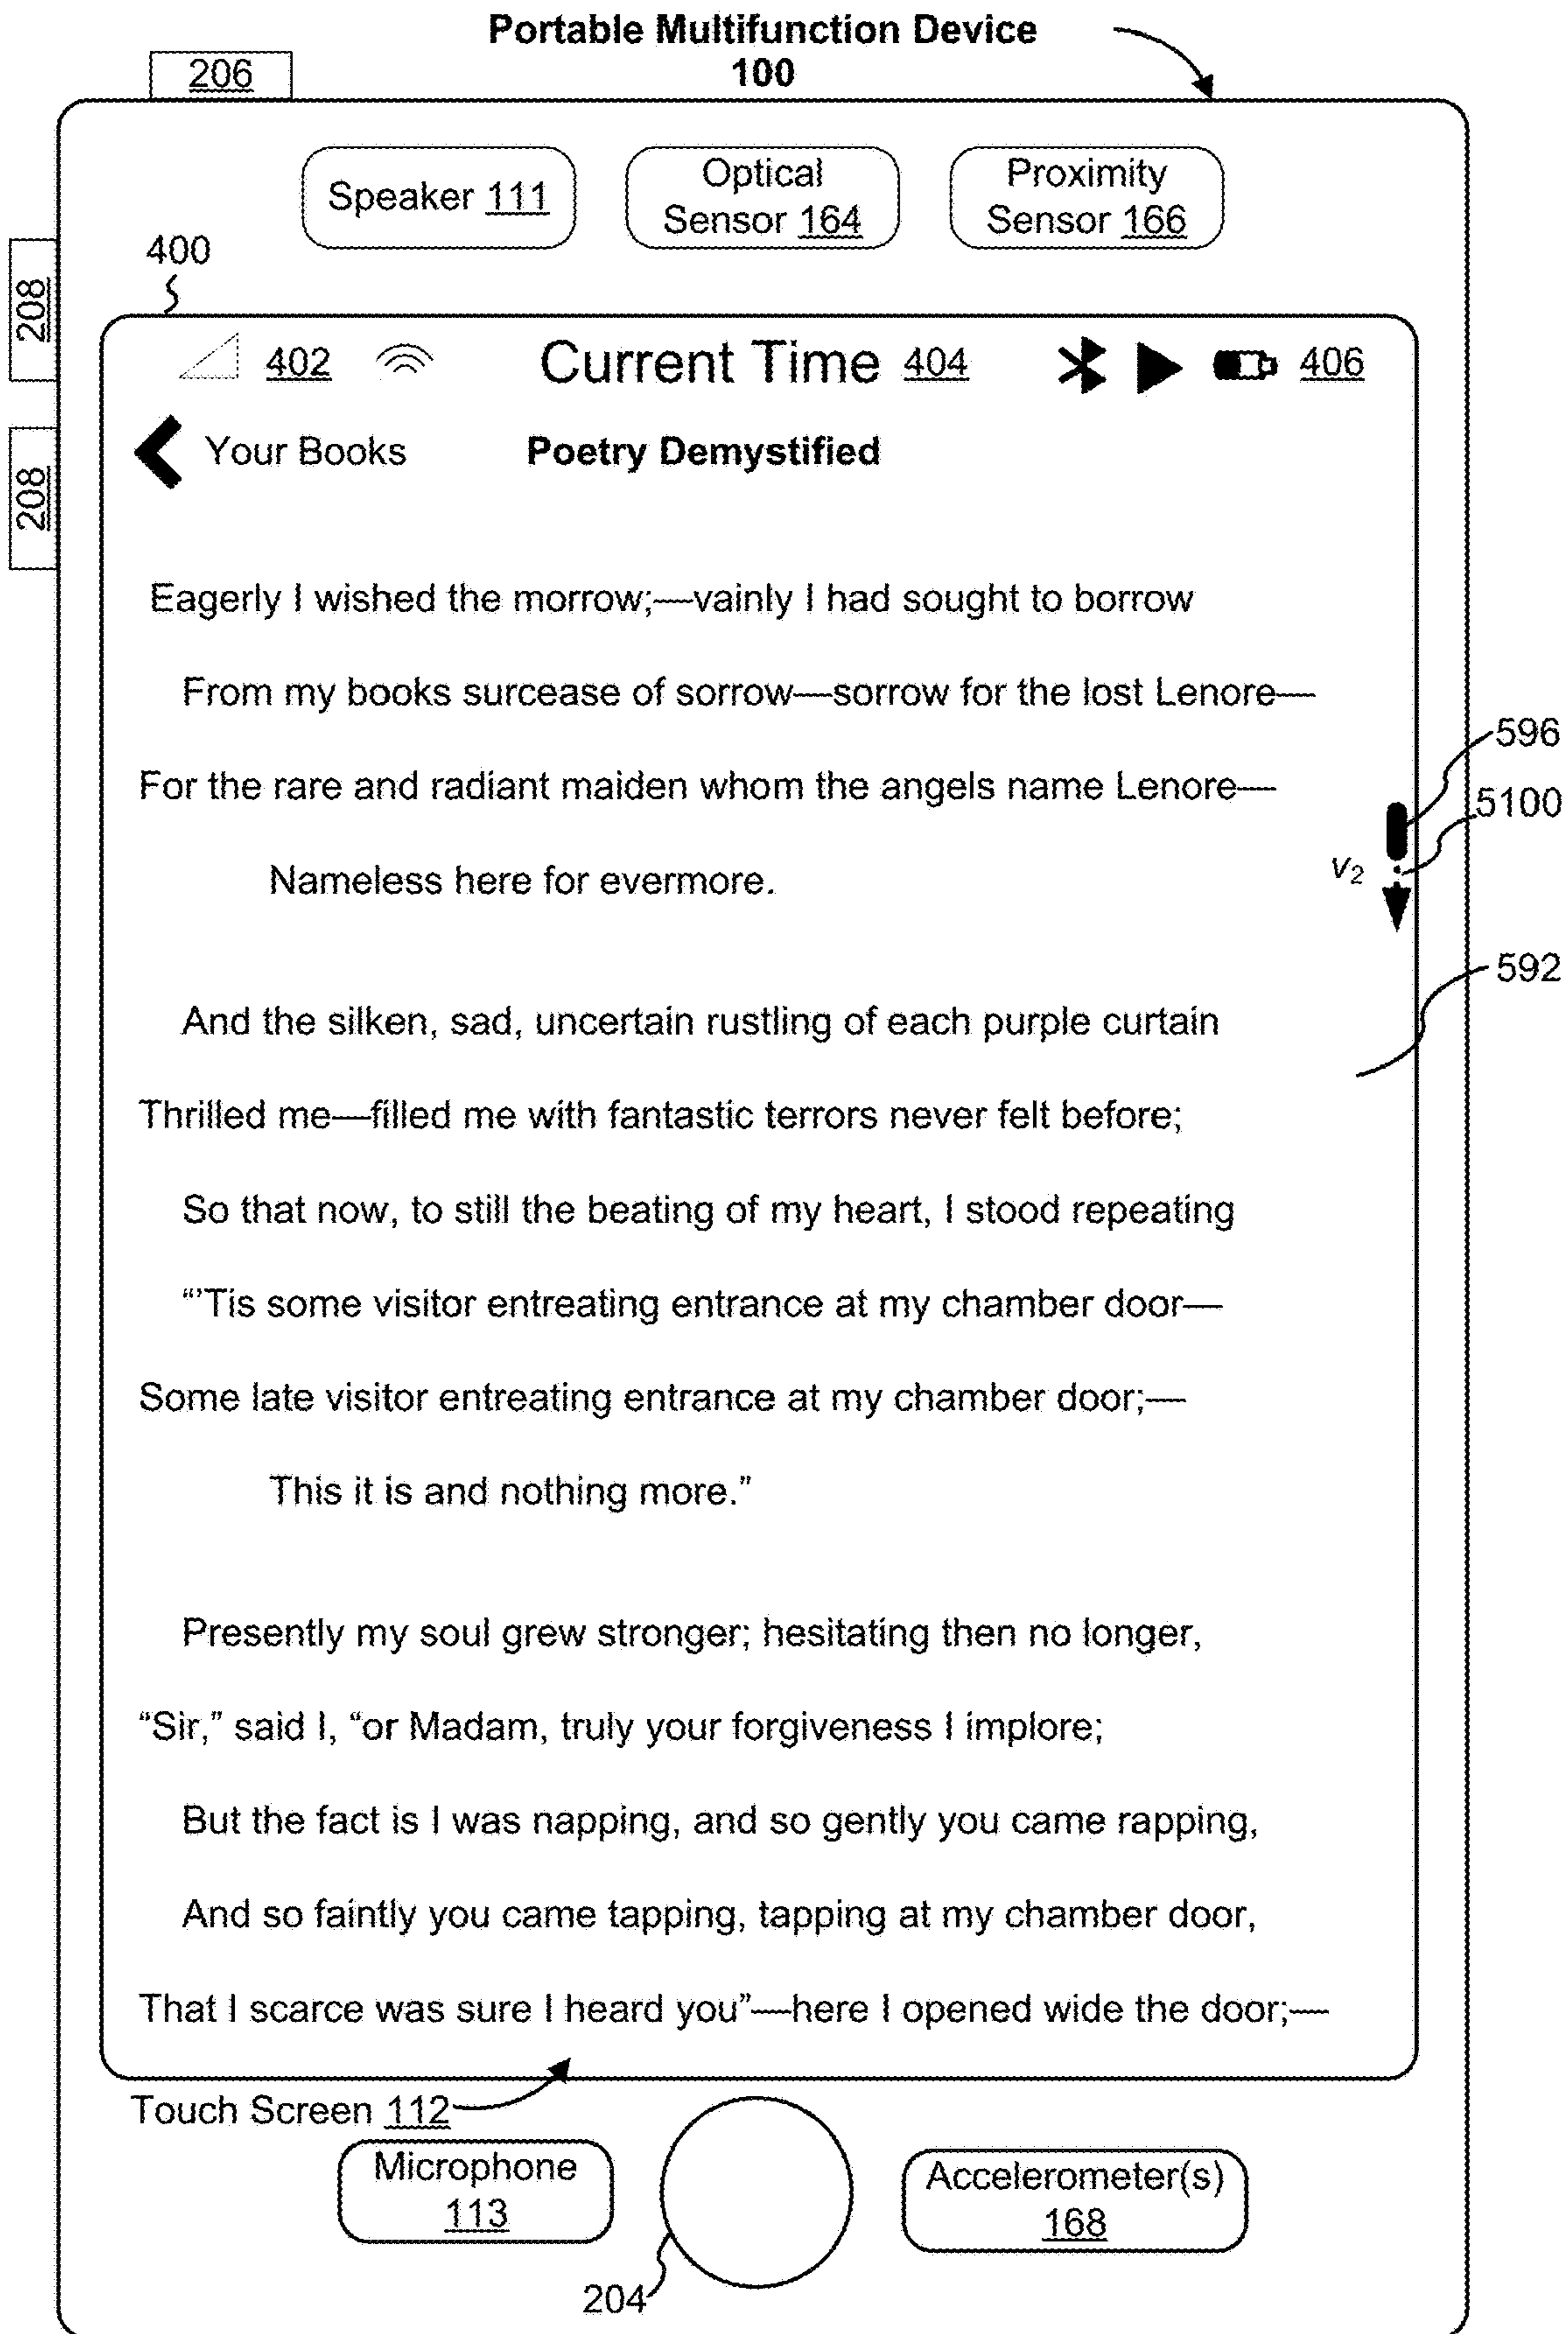 Portable Multifunction Device
100
206
Speaker 111
Optical
Sensor 164
Proximity
Sensor 166
208
208
400
402 Current Time 404 406
Your Books Poetry Demystified
Eagerly I wished the morrow;—vainly I had sought to borrow
From my books surcease of sorrow—sorrow for the lost Lenore—
For the rare and radiant maiden whom the angels name Lenore—
Nameless here for evermore.
596
5100
v2
592
And the silken, sad, uncertain rustling of each purple curtain
Thrilled me—filled me with fantastic terrors never felt before;
So that now, to still the beating of my heart, I stood repeating
“’Tis some visitor entreating entrance at my chamber door—
Some late visitor entreating entrance at my chamber door;—
This it is and nothing more.”
Presently my soul grew stronger; hesitating then no longer,
“Sir,” said I, “or Madam, truly your forgiveness I implore;
But the fact is I was napping, and so gently you came rapping,
And so faintly you came tapping, tapping at my chamber door,
That I scarce was sure I heard you”—here I opened wide the door;—
Touch Screen 112
Microphone
113
Accelerometer(s)
168
204